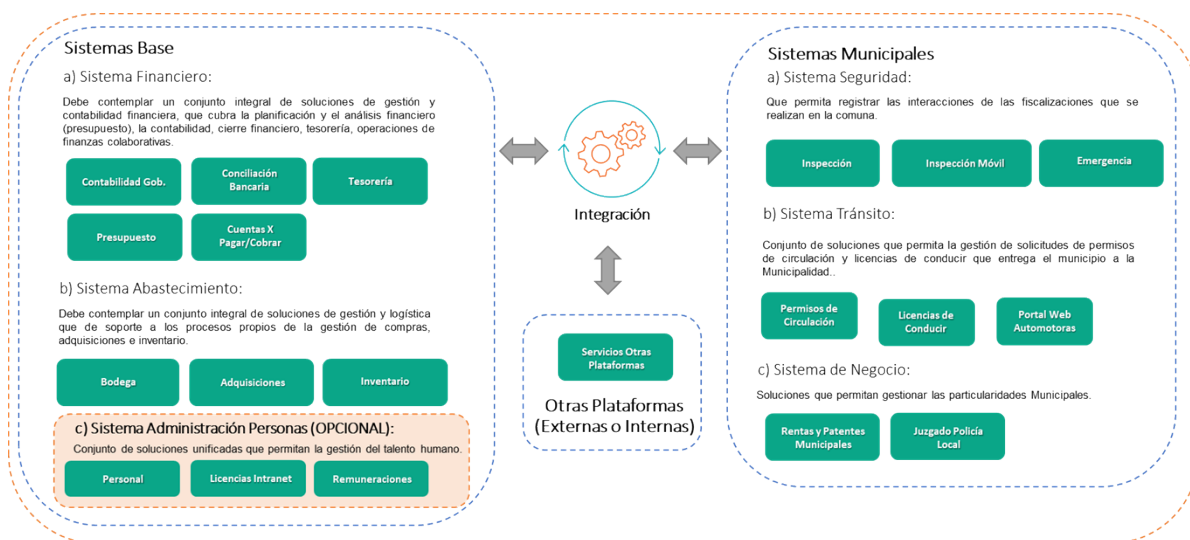 Sistemas Base
a) Sistema Financiero:
Debe contemplar un conjunto integral de soluciones de gestión y
contabilidad financiera, que cubra la planificación y el análisis financiero
(presupuesto), la contabilidad, cierre financiero, tesorería, operaciones de
finanzas colaborativas.
Contabilidad Gob.
Conciliación
Bancaria
Tesorería
Presupuesto
Cuentas X
Pagar/Cobrar
b) Sistema Abastecimiento:
Debe contemplar un conjunto integral de soluciones de gestión y logística
que de soporte a los procesos propios de la gestión de compras,
adquisiciones e inventario.
Bodega
Adquisiciones
Inventario
c) Sistema Administración Personas (OPCIONAL):
Conjunto de soluciones unificadas que permitan la gestión del talento humano.
Personal
Licencias Intranet
Remuneraciones
Integración
Servicios Otras
Plataformas
Otras Plataformas
(Externas o Internas)
Sistemas Municipales
a) Sistema Seguridad:
Que permita registrar las interacciones de las fiscalizaciones que se
realizan en la comuna.
Inspección
Inspección Móvil
Emergencia
b) Sistema Tránsito:
Conjunto de soluciones que permita la gestión de solicitudes de permisos
de circulación y licencias de conducir que entrega el municipio a la
Municipalidad..
Permisos de
Circulación
Licencias de
Conducir
Portal Web
Automotoras
c) Sistema de Negocio:
Soluciones que permitan gestionar las particularidades Municipales.
Rentas y Patentes
Municipales
Juzgado Policía
Local